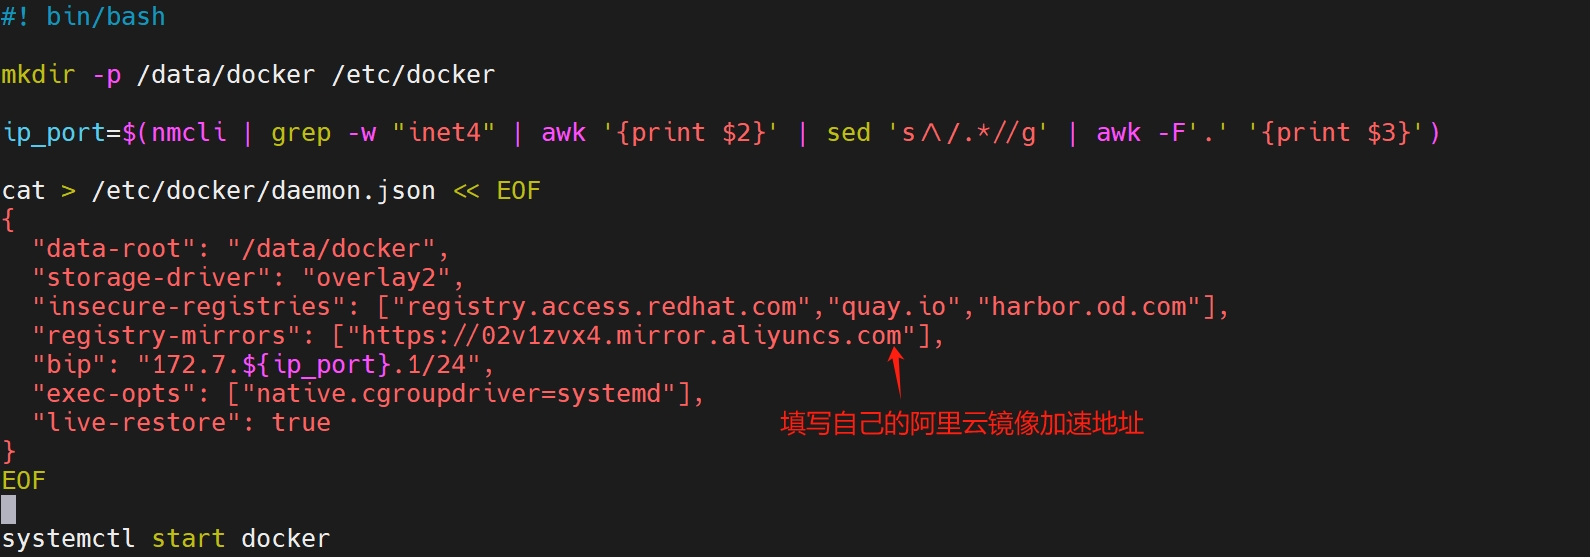 #! bin/bash
mkdir -p /data/docker /etc/docker
ip_port=$(nmcli | grep -w "inet4" | awk '{print $2}' | sed 's/\/.*//g' | awk -F'.' '{print $3}')
cat > /etc/docker/daemon.json << EOF
{
  "data-root": "/data/docker",
  "storage-driver": "overlay2",
  "insecure-registries": ["registry.access.redhat.com","quay.io","harbor.od.com"],
  "registry-mirrors": ["https://02v1zvx4.mirror.aliyuncs.com"],
  "bip": "172.7.${ip_port}.1/24",
  "exec-opts": ["native.cgroupdriver=systemd"],
  "live-restore": true
填写自己的阿里云镜像加速地址
}
EOF
systemctl start docker